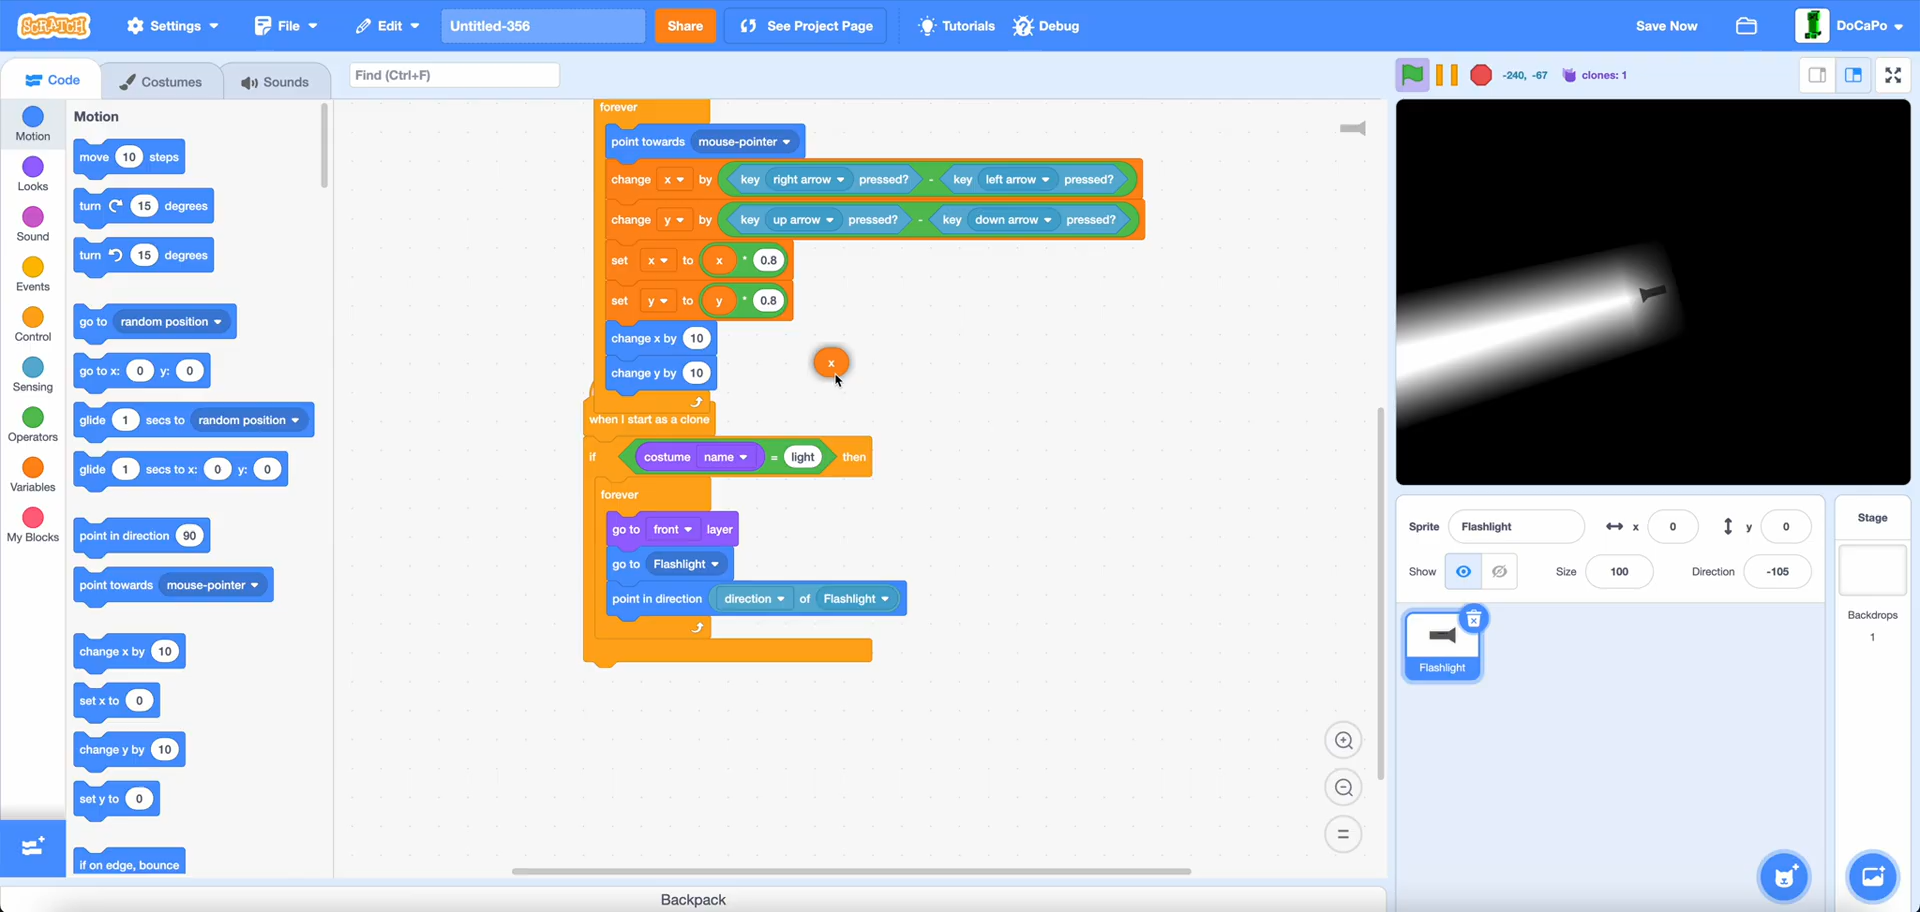 SCRATCH Settings File Edit Untitled-356 Share See Project Page Tutorials Debug Save Now DoCaPo
Code Costumes Sounds Find (Ctrl+F) -240, -67 clones: 1
Motion
Looks
Sound
Events
Control
Sensing
Operators
Variables
My Blocks
Motion
move 10 steps
turn 15 degrees
turn 15 degrees
go to random position
go to x: 0 y: 0
glide 1 secs to random position
glide 1 secs to x: 0 y: 0
point in direction 90
point towards mouse-pointer
change x by 10
set x to 0
change y by 10
set y to 0
if on edge, bounce
forever
point towards mouse-pointer
change x by key right arrow pressed? - key left arrow pressed?
change y by key up arrow pressed? - key down arrow pressed?
set x to x * 0.8
set y to y * 0.8
change x by 10
x
change y by 10
when I start as a clone
if costume name = light then
forever
go to front layer
go to Flashlight
point in direction direction of Flashlight
Backpack
Sprite Flashlight x 0 y 0
Show Size 100 Direction -105
Flashlight
Stage
Backdrops
1